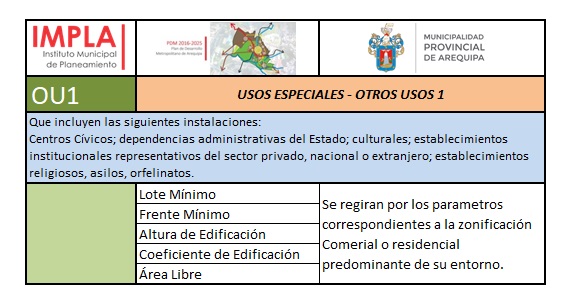 IMPLA
Instituto Municipal
de Planeamiento
PDM 2016-2025
Plan de Desarrollo
Metropolitano de Arequipa
MUNICIPALIDAD
PROVINCIAL
DE AREQUIPA
OU1
USOS ESPECIALES - OTROS USOS 1
Que incluyen las siguientes instalaciones:
Centros Cívicos; dependencias administrativas del Estado; culturales; establecimientos
institucionales representativos del sector privado, nacional o extranjero; establecimientos
religiosos, asilos, orfelinatos.
Lote Mínimo
Frente Mínimo
Altura de Edificación
Coeficiente de Edificación
Área Libre
Se regiran por los parametros
correspondientes a la zonificación
Comerial o residencial
predominante de su entorno.